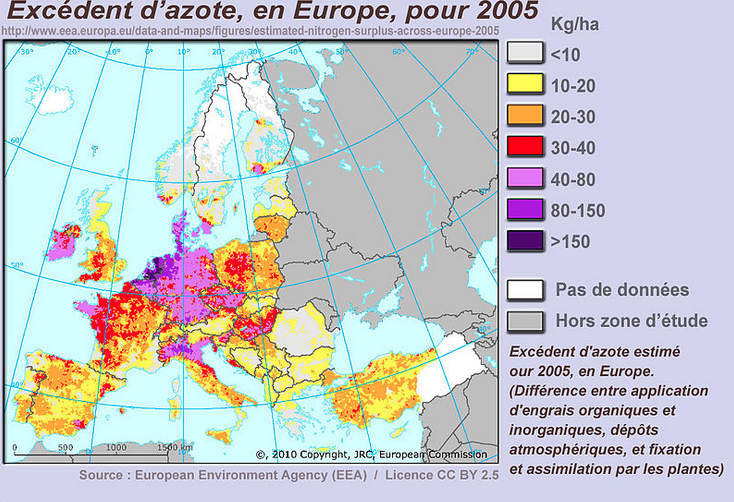 Excédent d'azote, en Europe, pour 2005
http://www.eea.europa.eu/data-and-maps/figures/estimated-nitrogen-surplus-across-europe-2005
Kg/ha
<10
10-20
20-30
30-40
40-80
80-150
>150
Pas de données
Hors zone d'étude
Excédent d'azote estimé
our 2005, en Europe.
(Différence entre application
d'engrais organiques et
inorganiques, dépôts
atmosphériques, et fixation
et assimilation par les plantes)
0 500 1000 1500 km
©, 2010 Copyright, JRC, European Commission
Source : European Environment Agency (EEA) / Licence CC BY 2.5